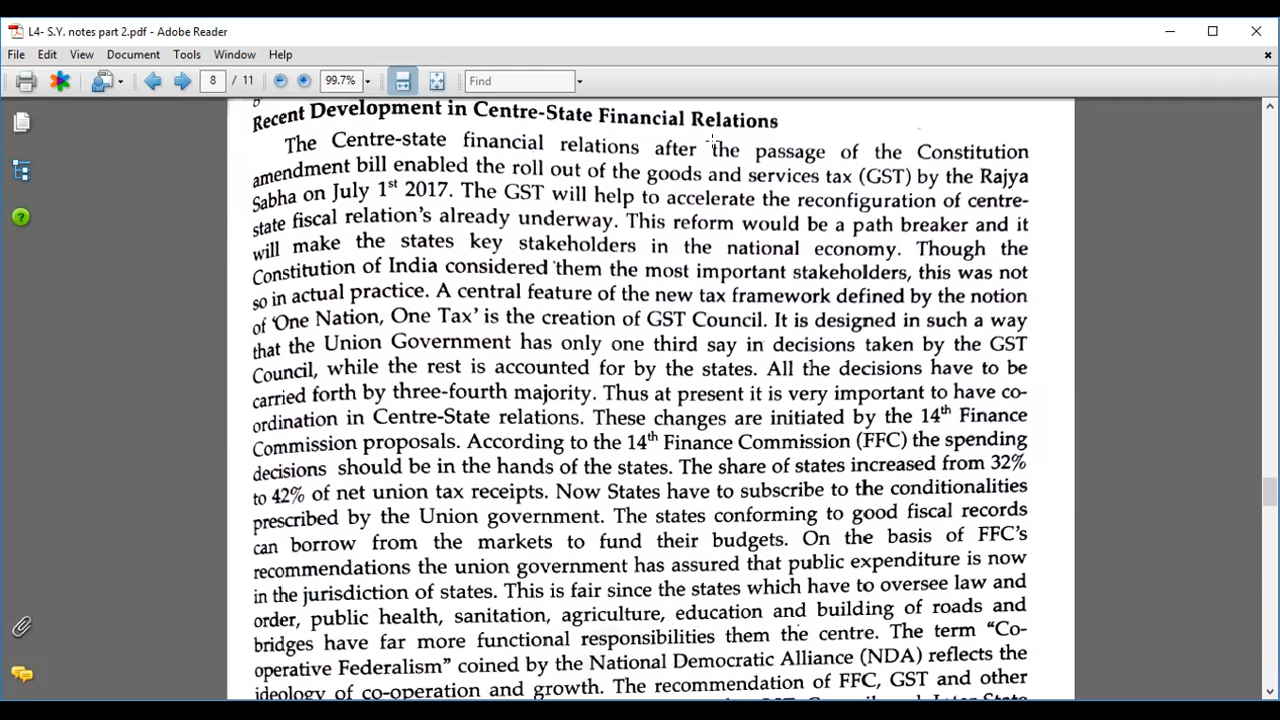 L4- S.Y. notes part 2.pdf - Adobe Reader
File Edit View Document Tools Window Help
8 / 11 99.7% Find
Recent Development in Centre-State Financial Relations
The Centre-state financial relations after the passage of the Constitution
amendment bill enabled the roll out of the goods and services tax (GST) by the Rajya
Sabha on July 1st 2017. The GST will help to accelerate the reconfiguration of centre-
state fiscal relation's already underway. This reform would be a path breaker and it
will make the states key stakeholders in the national economy. Though the
Constitution of India considered them the most important stakeholders, this was not
so in actual practice. A central feature of the new tax framework defined by the notion
of 'One Nation, One Tax' is the creation of GST Council. It is designed in such a way
that the Union Government has only one third say in decisions taken by the GST
Council, while the rest is accounted for by the states. All the decisions have to be
carried forth by three-fourth majority. Thus at present it is very important to have co-
ordination in Centre-State relations. These changes are initiated by the 14th Finance
Commission proposals. According to the 14th Finance Commission (FFC) the spending
decisions should be in the hands of the states. The share of states increased from 32%
to 42% of net union tax receipts. Now States have to subscribe to the conditionalities
prescribed by the Union government. The states conforming to good fiscal records
can borrow from the markets to fund their budgets. On the basis of FFC's
recommendations the union government has assured that public expenditure is now
in the jurisdiction of states. This is fair since the states which have to oversee law and
order, public health, sanitation, agriculture, education and building of roads and
bridges have far more functional responsibilities them the centre. The term "Co-
operative Federalism" coined by the National Democratic Alliance (NDA) reflects the
ideology of co-operation and growth. The recommendation of FFC, GST and other